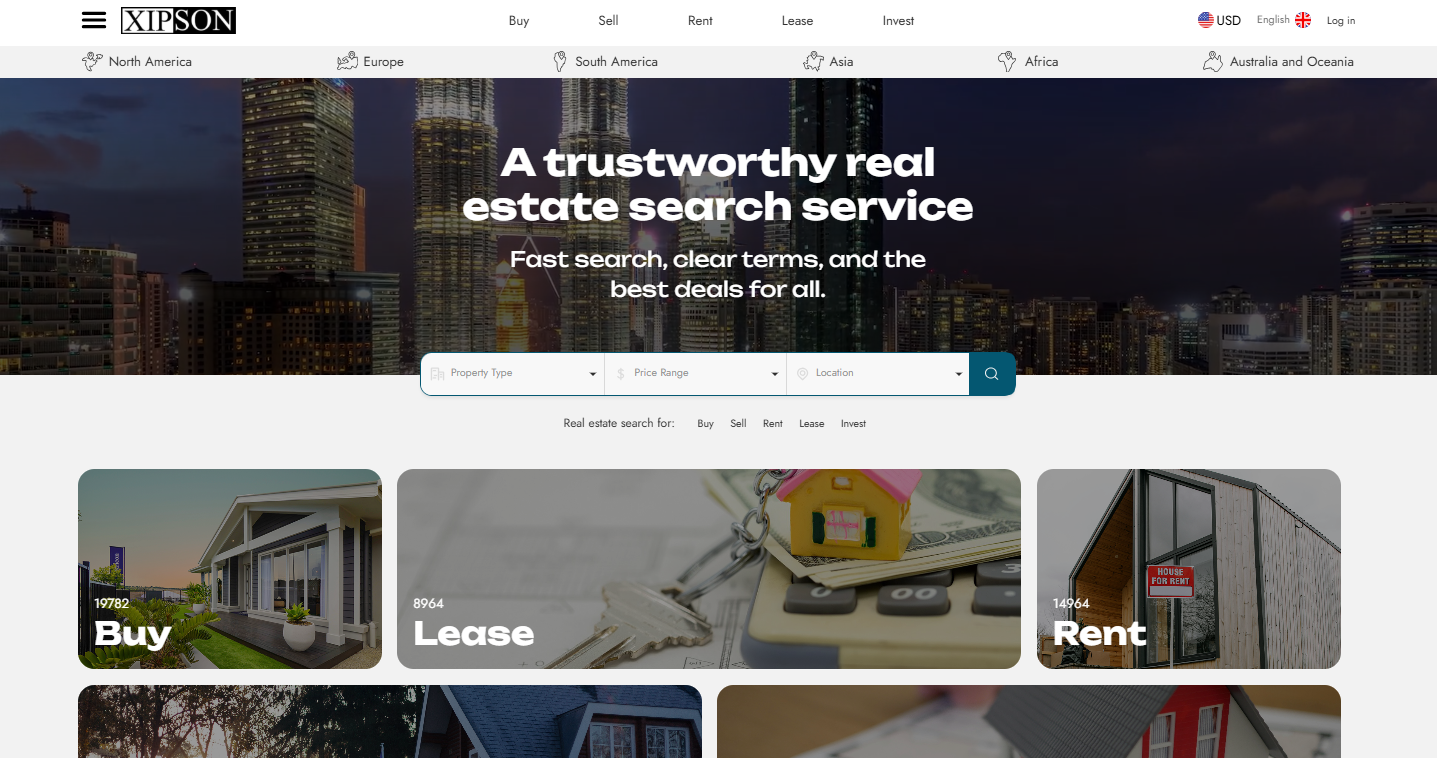 XIPSON
Buy
Sell
Rent
Lease
Invest
USD
English
Log in
North America
Europe
South America
Asia
Africa
Australia and Oceania
A trustworthy real
estate search service
Fast search, clear terms, and the
best deals for all.
Property Type
$
Price Range
Location
Real estate search for:
Buy
Sell
Rent
Lease
Invest
19782
Buy
8964
Lease
00
HOUSE
FOR RENT
14964
Rent